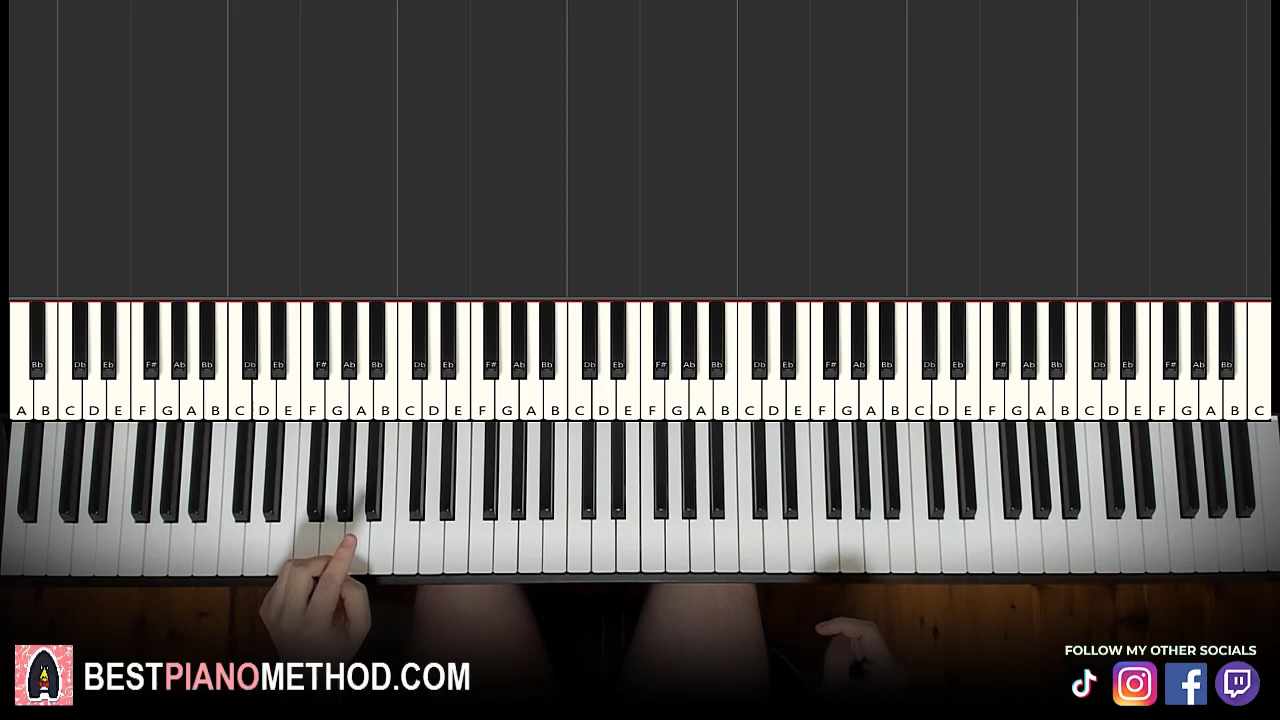 Bb Db Eb F# Ab Bb Db Eb F# Ab Bb Db Eb F# Ab Bb Db Eb F# Ab Bb Db Eb F# Ab Bb Db Eb F# Ab Bb Db Eb F# Ab Bb
A B C D E F G A B C D E F G A B C D E F G A B C D E F G A B C D E F G A B C D E F G A B C D E F G A B C
FOLLOW MY OTHER SOCIALS
BESTPIANOMETHOD.COM